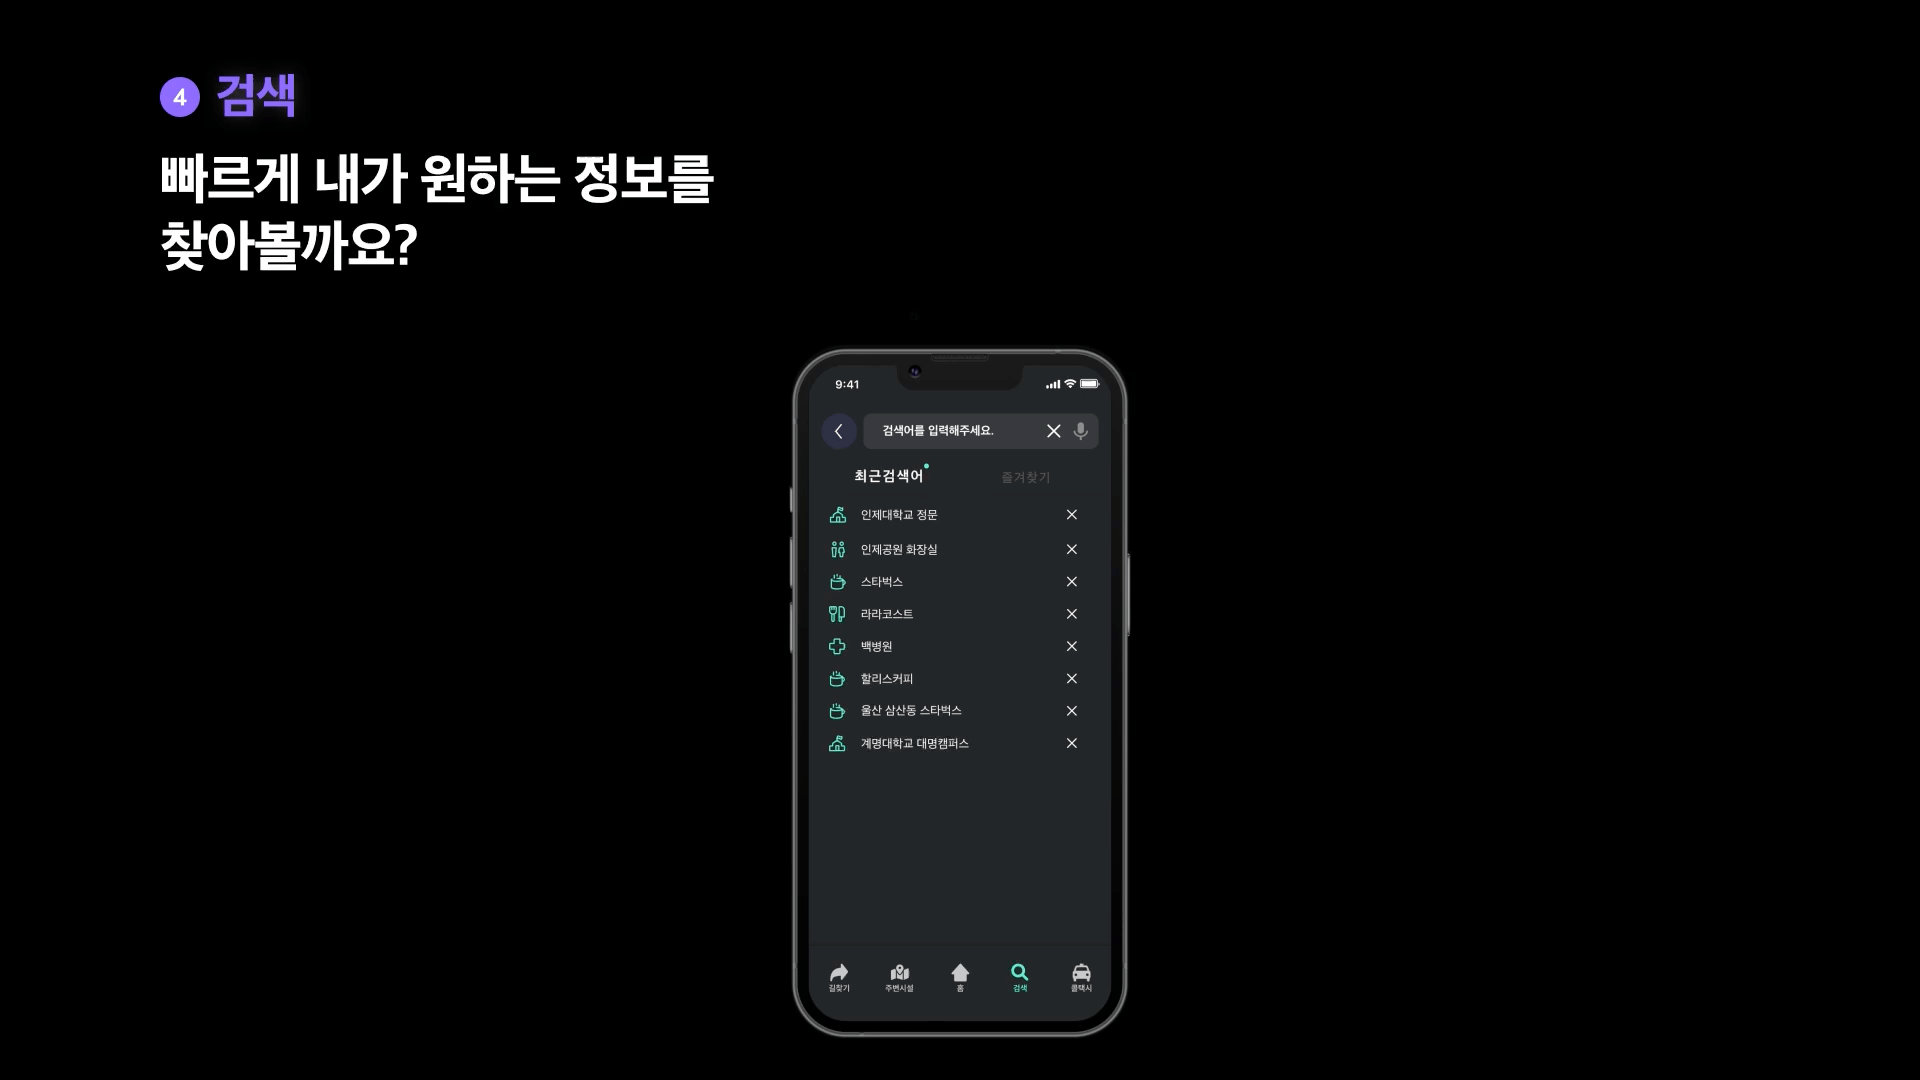 4 검색
빠르게 내가 원하는 정보를
찾아볼까요?
9:41
검색어를 입력해주세요.
최근검색어 즐겨찾기
인제대학교 정문
인제공원 화장실
스타벅스
라라코스트
백병원
할리스커피
울산 삼산동 스타벅스
계명대학교 대명캠퍼스
길찾기 주변시설 홈 검색 콜택시